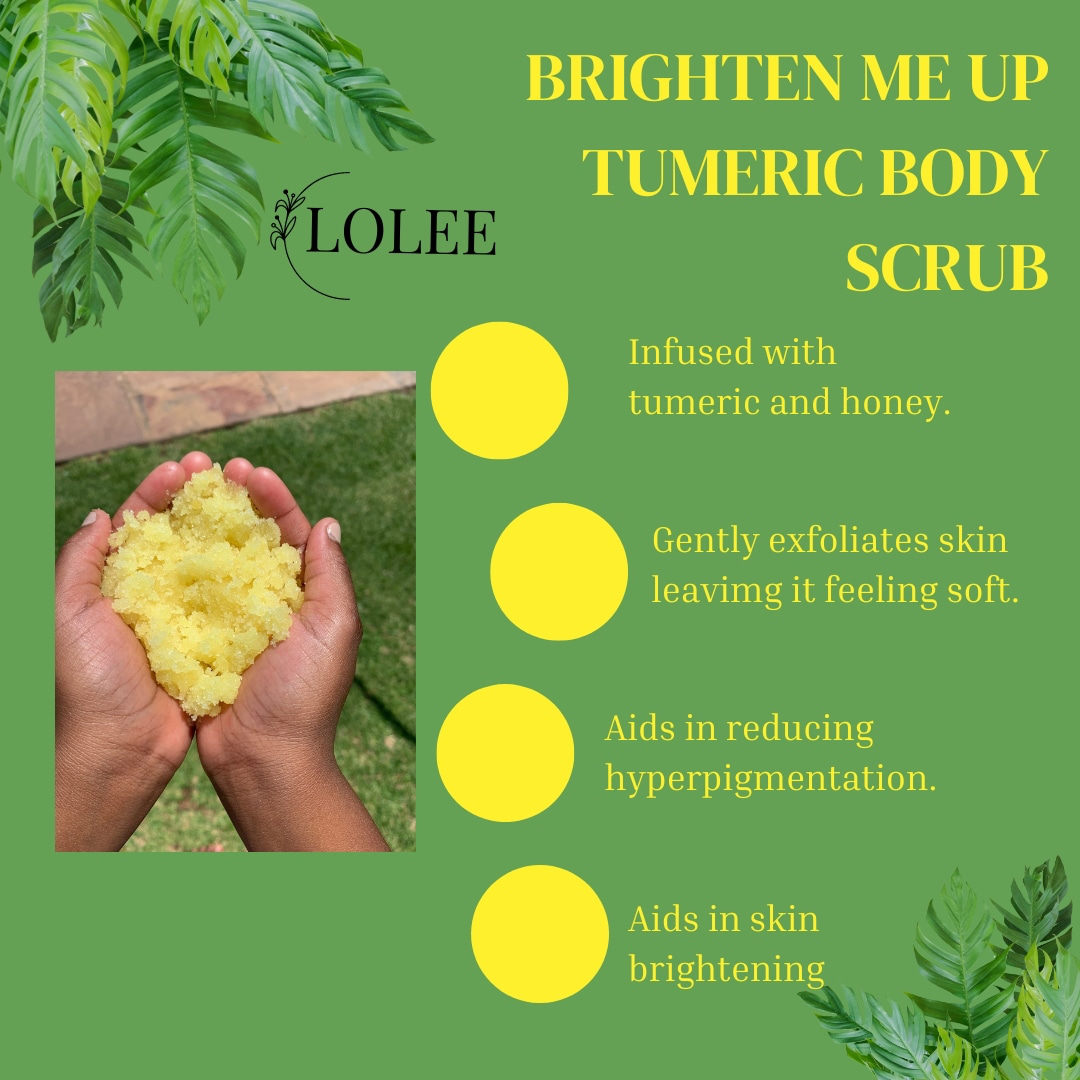 BRIGHTEN ME UP
TUMERIC BODY
SCRUB
LOLEE
Infused with
tumeric and honey.
Gently exfoliates skin
leavimg it feeling soft.
Aids in reducing
hyperpigmentation.
Aids in skin
brightening